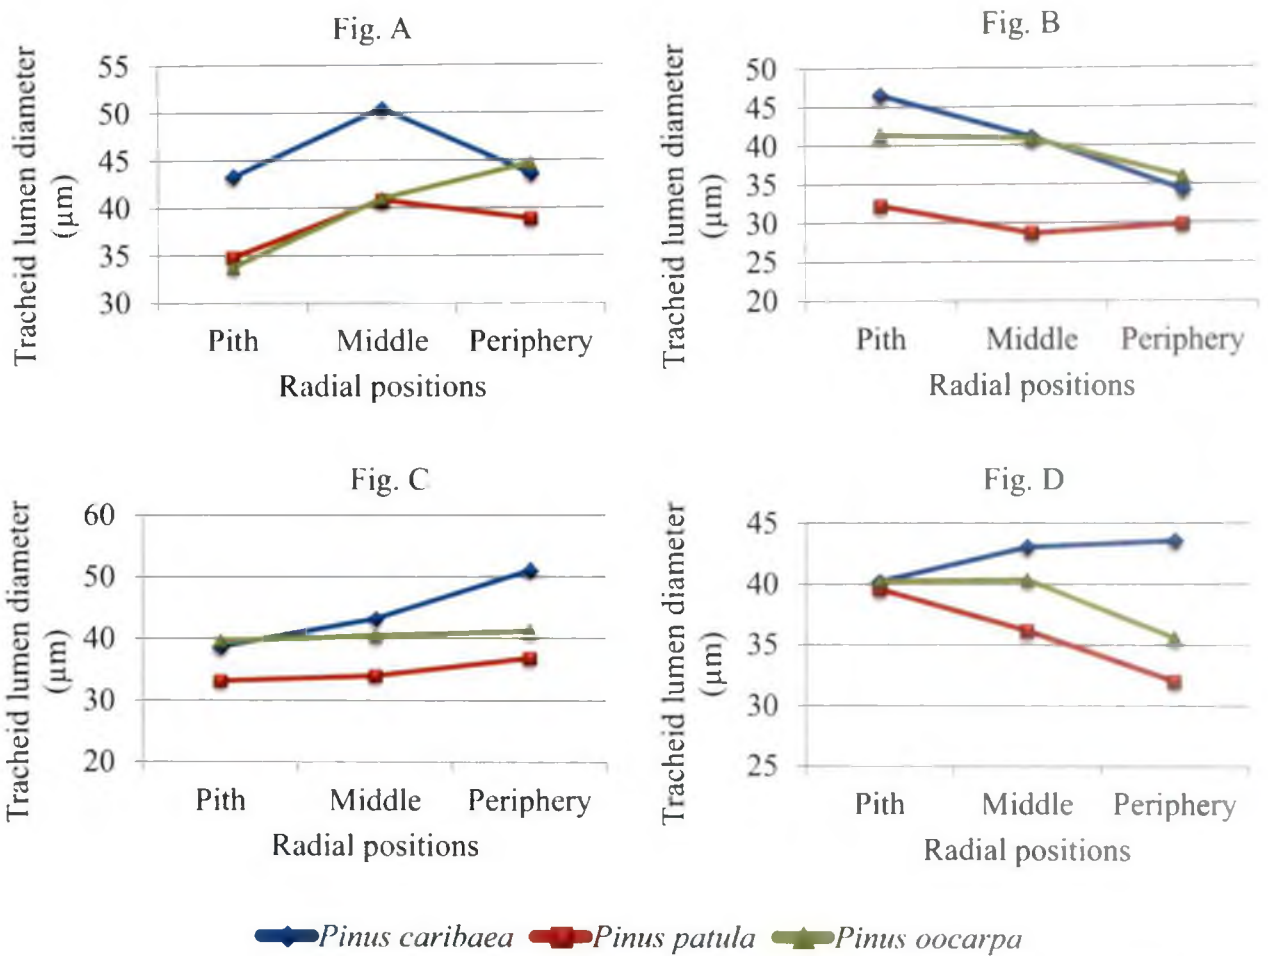 Fig. A
Tracheid lumen diameter
(µm)
55
50
45
40
35
30
Pith Middle Periphery
Radial positions
Fig. B
Tracheid lumen diameter
(µm)
50
45
40
35
30
25
20
Pith Middle Periphery
Radial positions
Fig. C
Tracheid lumen diameter
(µm)
60
50
40
30
20
Pith Middle Periphery
Radial positions
Fig. D
Tracheid lumen diameter
(µm)
45
40
35
30
25
Pith Middle Periphery
Radial positions
Pinus caribaea Pinus patula Pinus oocarpa